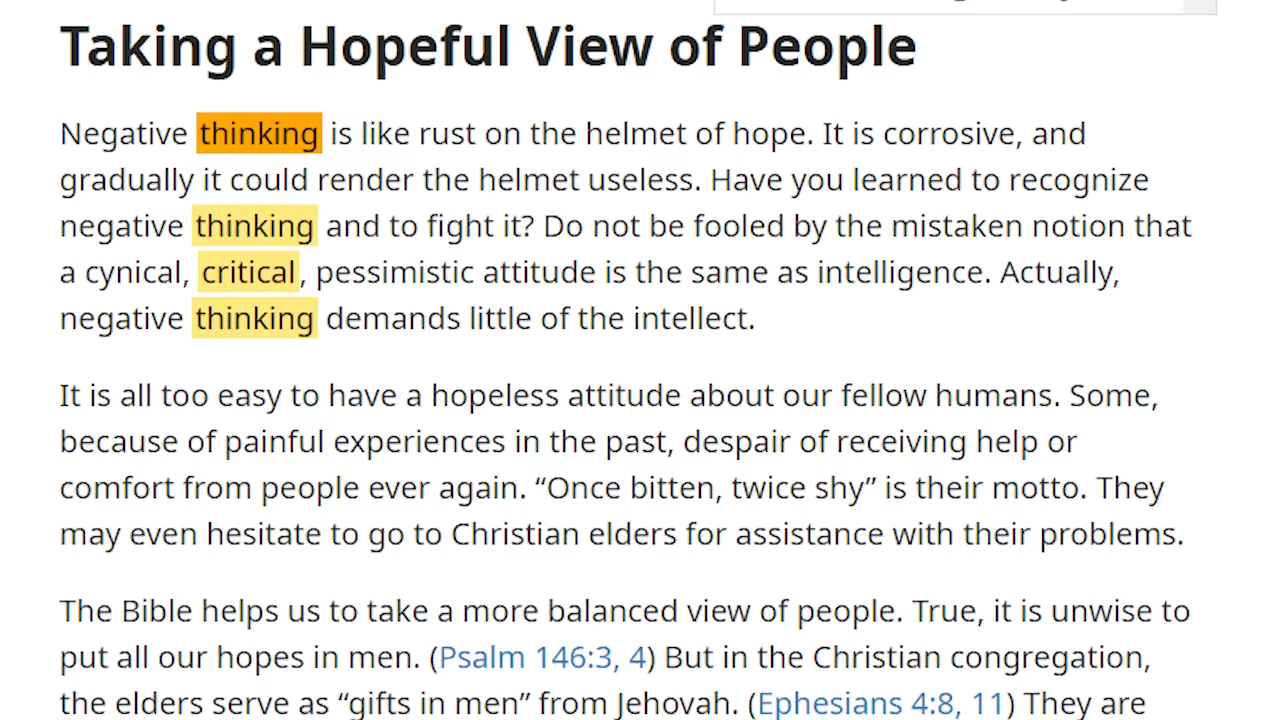 Taking a Hopeful View of People
Negative thinking is like rust on the helmet of hope. It is corrosive, and
gradually it could render the helmet useless. Have you learned to recognize
negative thinking and to fight it? Do not be fooled by the mistaken notion that
a cynical, critical, pessimistic attitude is the same as intelligence. Actually,
negative thinking demands little of the intellect.
It is all too easy to have a hopeless attitude about our fellow humans. Some,
because of painful experiences in the past, despair of receiving help or
comfort from people ever again. “Once bitten, twice shy” is their motto. They
may even hesitate to go to Christian elders for assistance with their problems.
The Bible helps us to take a more balanced view of people. True, it is unwise to
put all our hopes in men. (Psalm 146:3, 4) But in the Christian congregation,
the elders serve as “gifts in men” from Jehovah. (Ephesians 4:8, 11) They are